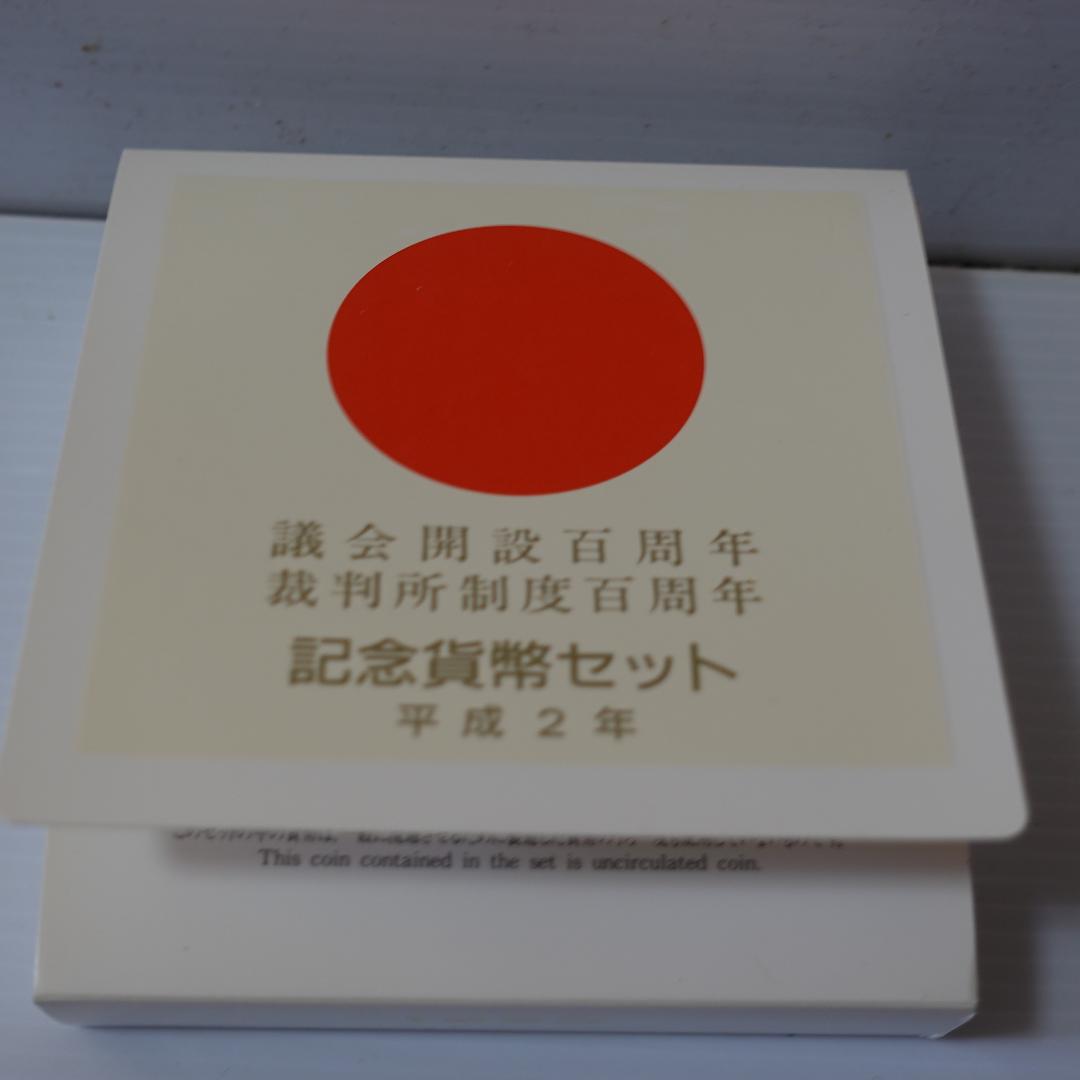 議会開設百周年
裁判所制度百周年
記念貨幣セット
平成2年
This coin contained in the set is uncirculated coin.